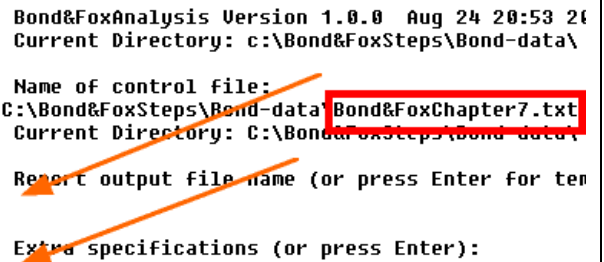 Bond&FoxAnalysis Version 1.0.0 Aug 24 20:53
Current Directory: c:\Bond&FoxSteps\Bond-data\
Name of control file:
C:\Bond&FoxSteps\Bond-data\Bond&FoxChapter7.txt
Current Directory: C:\Bond&FoxSteps\Bond-data\
Report output file name (or press Enter for
Extra specifications (or press Enter):